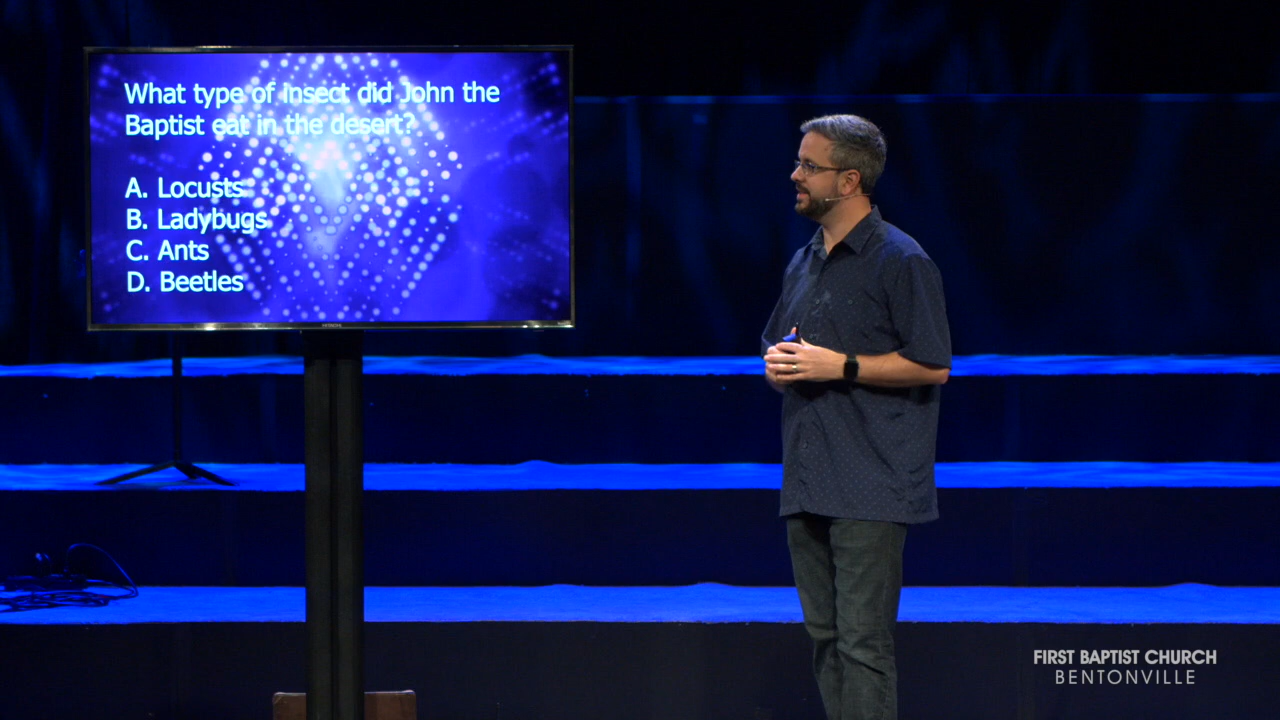 What type of insect did John the
Baptist eat in the desert?
A. Locusts
B. Ladybugs
C. Ants
D. Beetles
HITACHI
FIRST BAPTIST CHURCH
BENTONVILLE